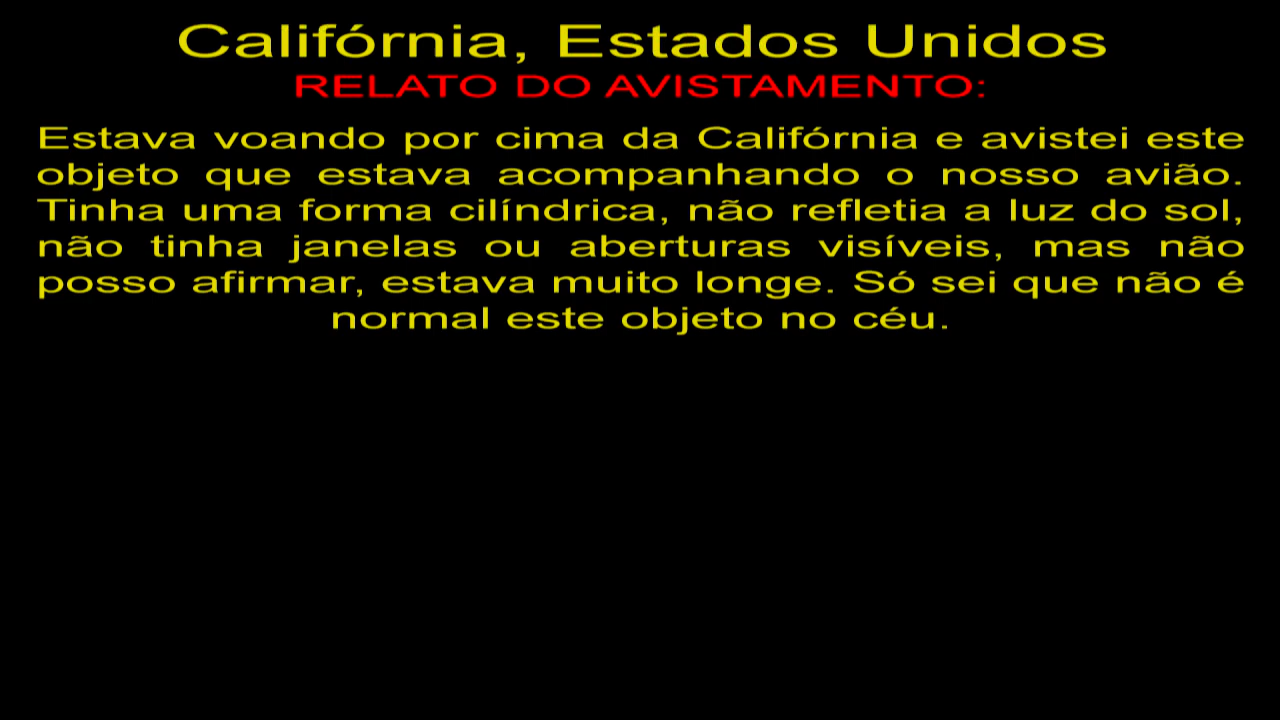 Califórnia, Estados Unidos
RELATO DO AVISTAMENTO:
Estava voando por cima da Califórnia e avistei este
objeto que estava acompanhando o nosso avião.
Tinha uma forma cilíndrica, não refletia a luz do sol,
não tinha janelas ou aberturas visíveis, mas não
posso afirmar, estava muito longe. Só sei que não é
normal este objeto no céu.